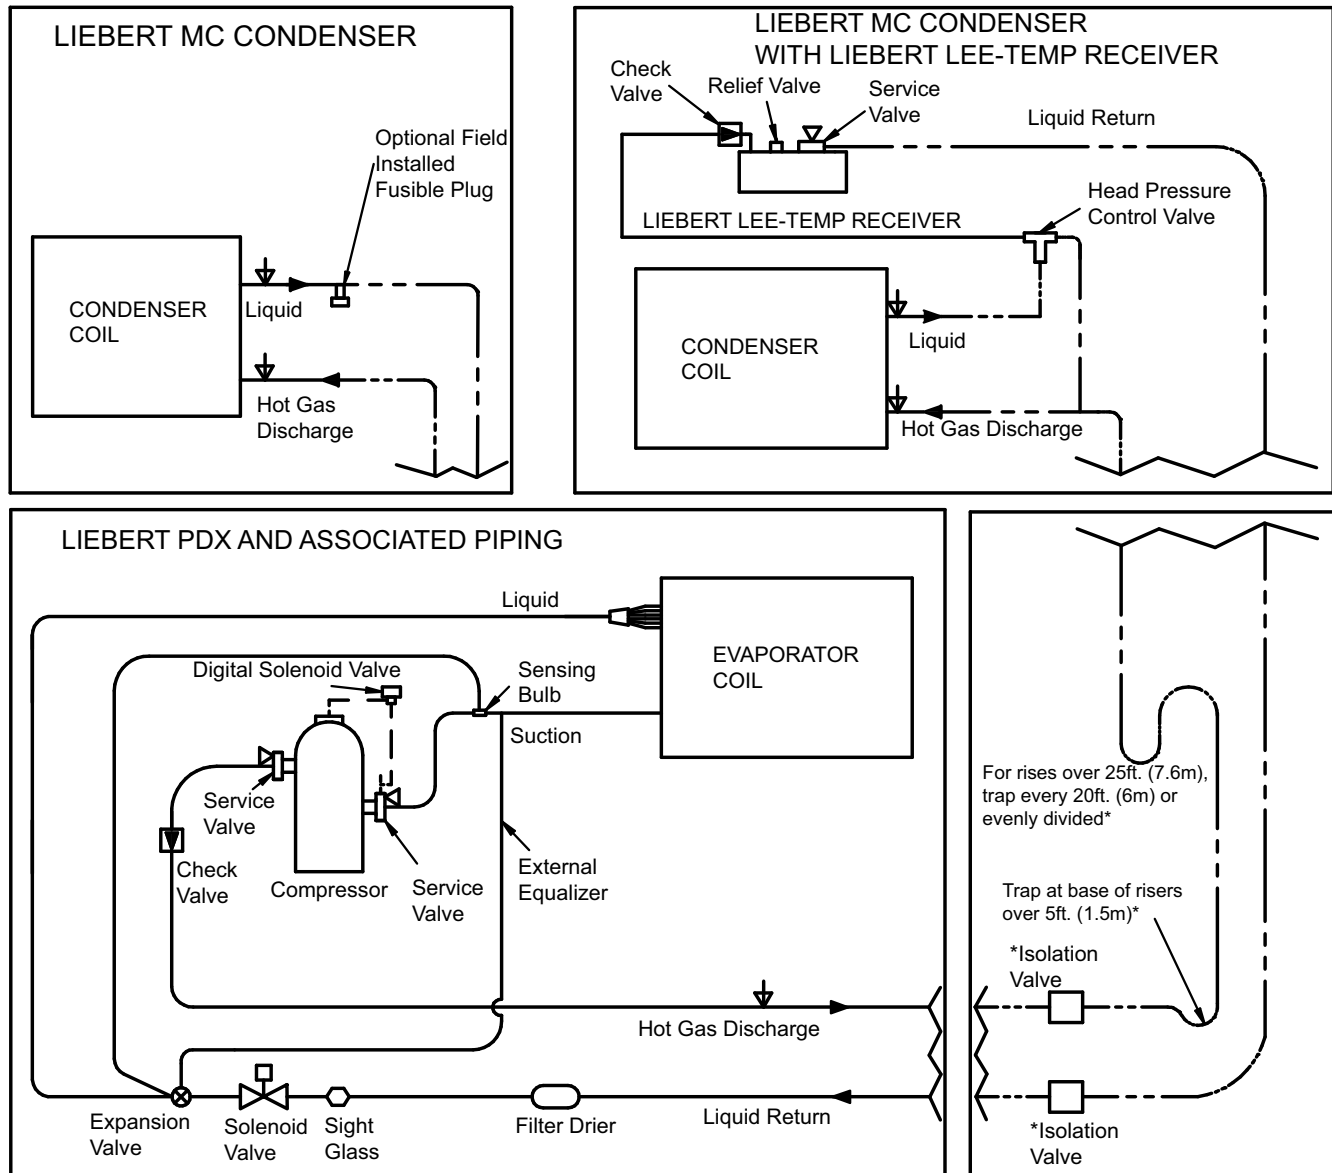 LIEBERT MC CONDENSER
Optional Field
Installed
Fusible Plug
CONDENSER
COIL
Liquid
Hot Gas
Discharge
LIEBERT MC CONDENSER
WITH LIEBERT LEE-TEMP RECEIVER
Check
Valve
Relief Valve
Service
Valve
Liquid Return
Head Pressure
Control Valve
LIEBERT LEE-TEMP RECEIVER
CONDENSER
COIL
Liquid
Hot Gas Discharge
LIEBERT PDX AND ASSOCIATED PIPING
Liquid
EVAPORATOR
COIL
Digital Solenoid Valve
Sensing
Bulb
Suction
Service
Valve
Check
Valve
Compressor
Service
Valve
External
Equalizer
Hot Gas Discharge
Expansion
Valve
Solenoid
Valve
Sight
Glass
Filter Drier
Liquid Return
For rises over 25ft. (7.6m),
trap every 20ft. (6m) or
evenly divided*
Trap at base of risers
over 5ft. (1.5m)*
*Isolation
Valve
*Isolation
Valve